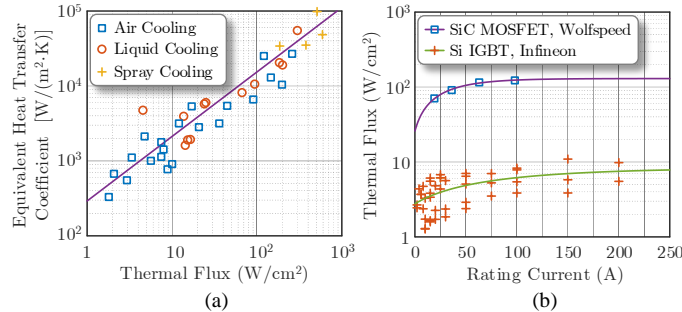 Equivalent Heat Transfer
Coefficient [W/(m²·K)]
10⁵
10⁴
10³
10²
Air Cooling
Liquid Cooling
Spray Cooling
1 10 10² 10³
Thermal Flux (W/cm²)
(a)
Thermal Flux (W/cm²)
10³
10²
10
1
SiC MOSFET, Wolfspeed
Si IGBT, Infineon
0 50 100 150 200 250
Rating Current (A)
(b)